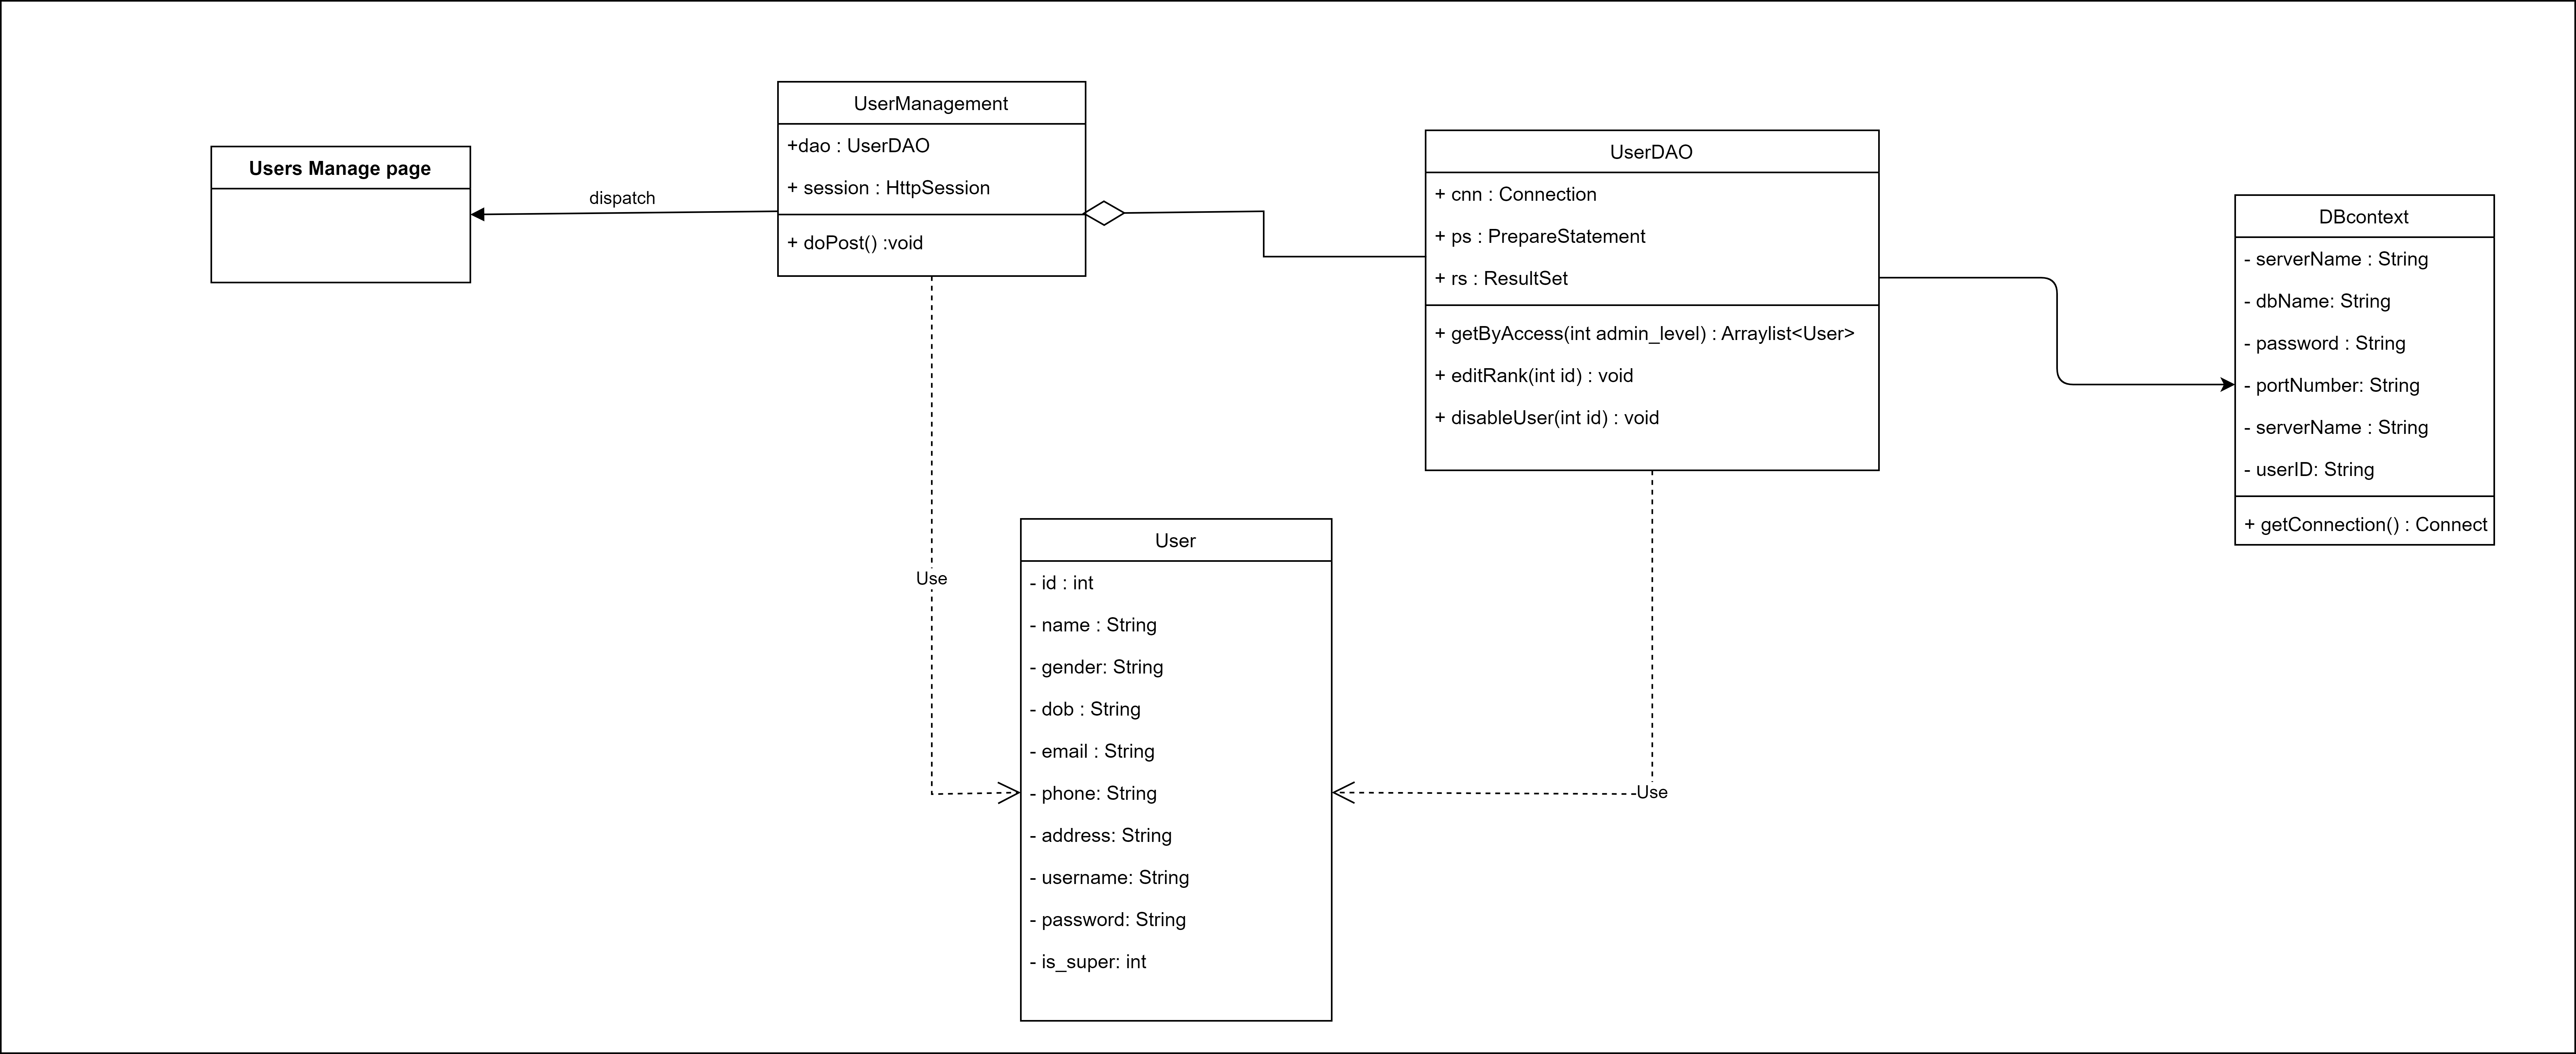 Users Manage page
dispatch
UserManagement
+dao : UserDAO
+ session : HttpSession
+ doPost() :void
UserDAO
+ cnn : Connection
+ ps : PrepareStatement
+ rs : ResultSet
+ getByAccess(int admin_level) : Arraylist<User>
+ editRank(int id) : void
+ disableUser(int id) : void
DBcontext
- serverName : String
- dbName: String
- password : String
- portNumber: String
- serverName : String
- userID: String
+ getConnection() : Connect
Use
User
- id : int
- name : String
- gender: String
- dob : String
- email : String
- phone: String
- address: String
- username: String
- password: String
- is_super: int
Use